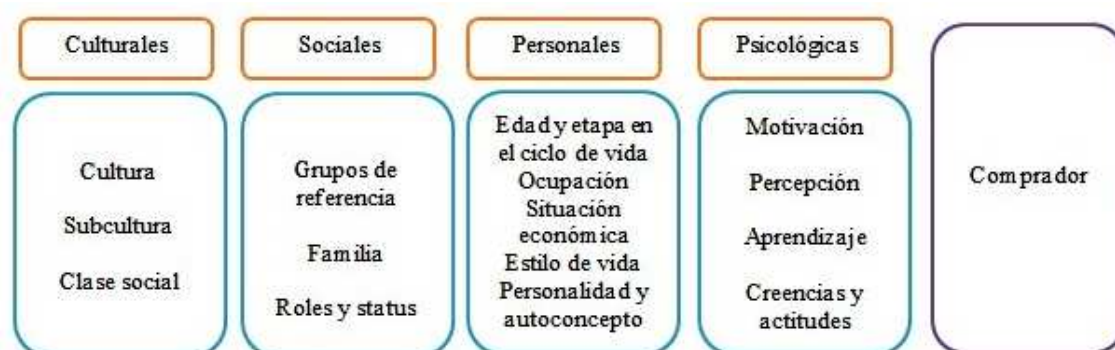 Culturales
Cultura
Subcultura
Clase social
Sociales
Grupos de
referencia
Familia
Roles y status
Personales
Edad y etapa en
el ciclo de vida
Ocupación
Situación
económica
Estilo de vida
Personalidad y
autoconcepto
Psicológicas
Motivación
Percepción
Aprendizaje
Creencias y
actitudes
Comprador